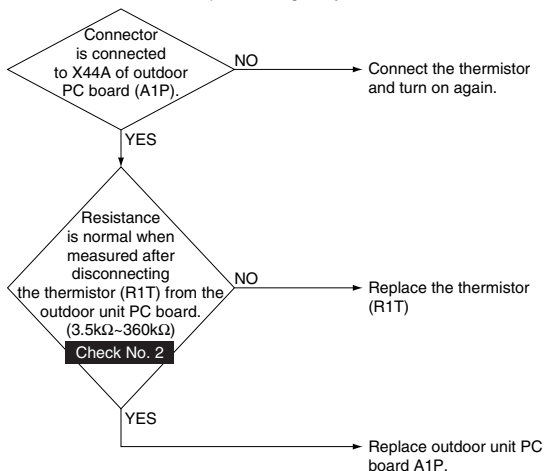 Connector
is connected
to X44A of outdoor
PC board (A1P).
NO
Connect the thermistor
and turn on again.
YES
Resistance
is normal when
measured after
disconnecting
the thermistor (R1T) from the
outdoor unit PC board.
(3.5kΩ~360kΩ)
Check No. 2
NO
Replace the thermistor
(R1T)
YES
Replace outdoor unit PC
board A1P.